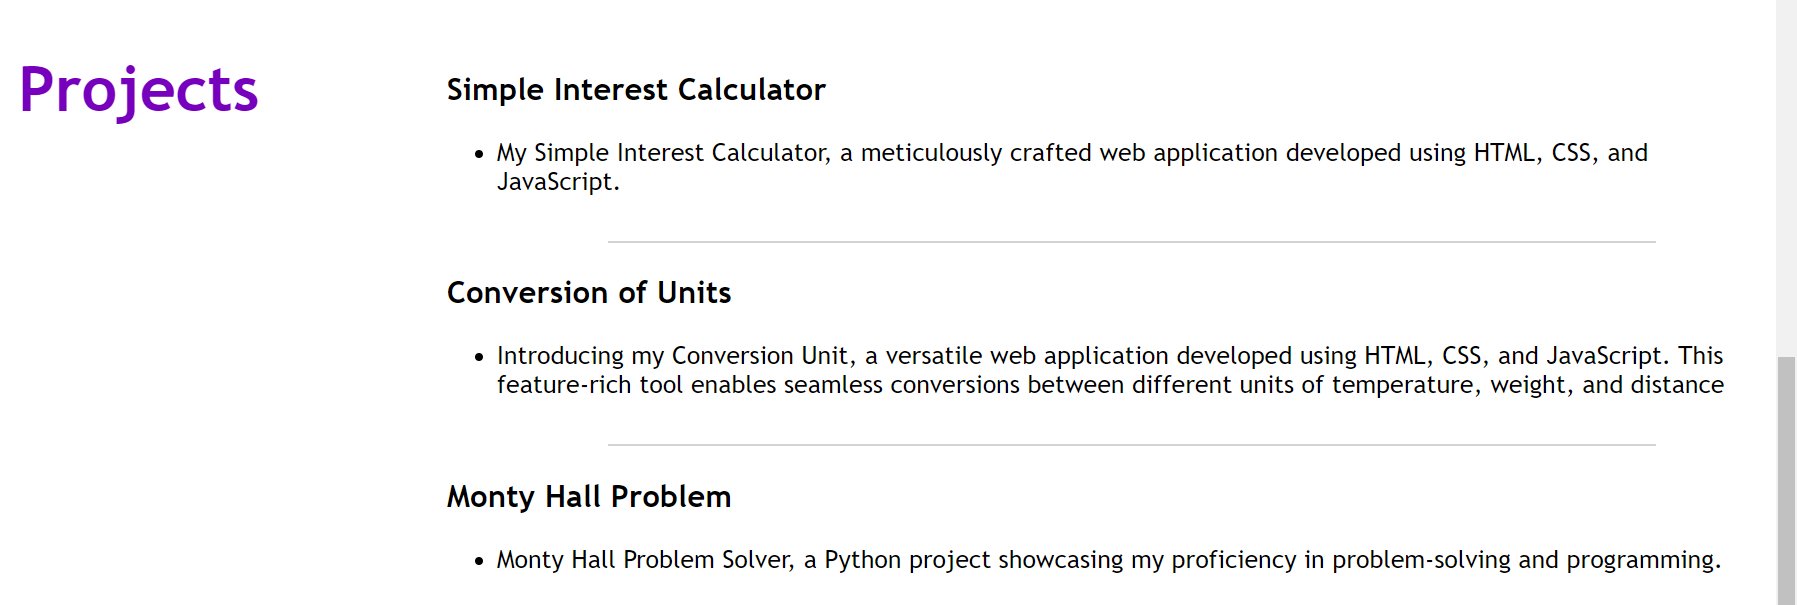 Projects
Simple Interest Calculator
My Simple Interest Calculator, a meticulously crafted web application developed using HTML, CSS, and
JavaScript.
Conversion of Units
Introducing my Conversion Unit, a versatile web application developed using HTML, CSS, and JavaScript. This
feature-rich tool enables seamless conversions between different units of temperature, weight, and distance
Monty Hall Problem
Monty Hall Problem Solver, a Python project showcasing my proficiency in problem-solving and programming.